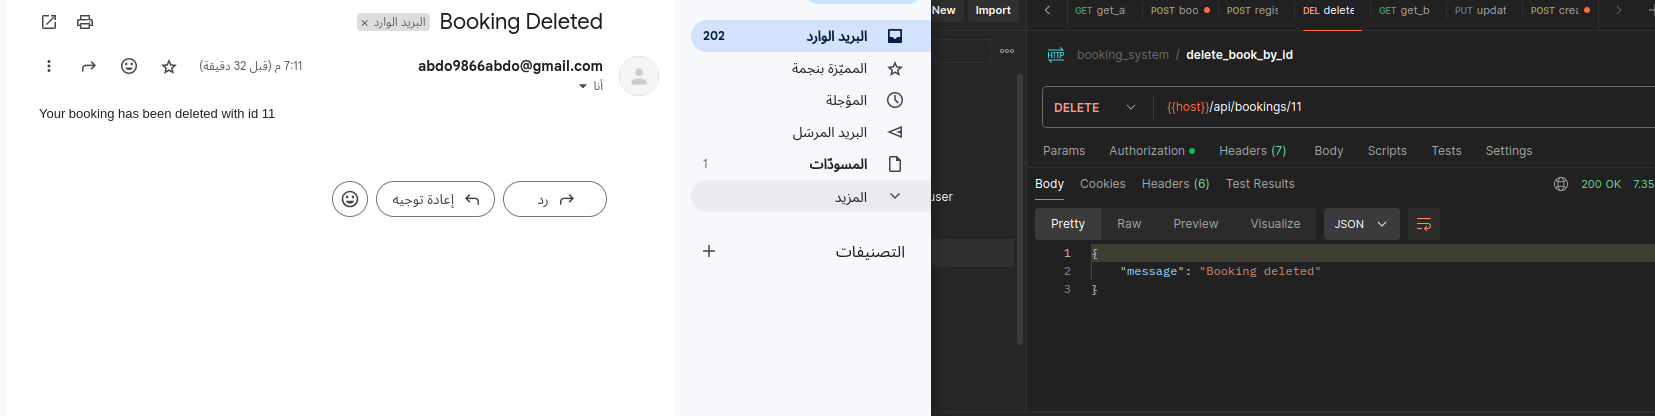 Booking Deleted
البريد الوارد ×
abdo9866abdo@gmail.com
7:11 م (قبل 32 دقيقة)
أنا
Your booking has been deleted with id 11
رد
إعادة توجيه
البريد الوارد 202
المميّزة بنجمة
المؤجلة
البريد المرسَل
المسودّات 1
المزيد
التصنيفات
+
New Import
GET get_a
POST boo
POST regis
DEL delete
GET get_b
PUT updat
POST crea
HTTP booking_system / delete_book_by_id
DELETE {{host}}/api/bookings/11
Params Authorization Headers (7) Body Scripts Tests Settings
Body Cookies Headers (6) Test Results 200 OK 7.35
user
Pretty Raw Preview Visualize JSON
1 {
2 "message": "Booking deleted"
3 }